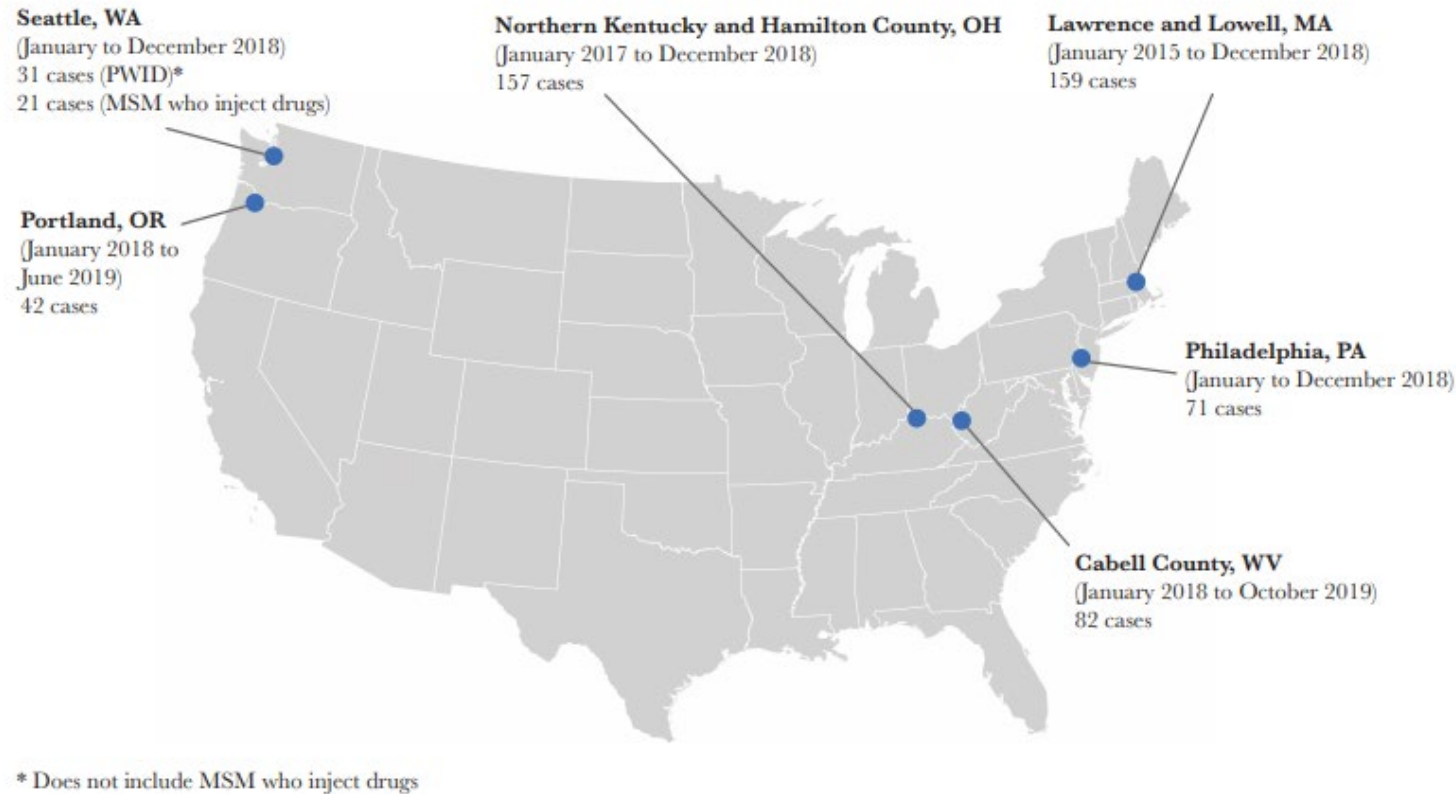 Seattle, WA
(January to December 2018)
31 cases (PWID)*
21 cases (MSM who inject drugs)
Northern Kentucky and Hamilton County, OH
(January 2017 to December 2018)
157 cases
Lawrence and Lowell, MA
(January 2015 to December 2018)
159 cases
Portland, OR
(January 2018 to
June 2019)
42 cases
Philadelphia, PA
(January to December 2018)
71 cases
Cabell County, WV
(January 2018 to October 2019)
82 cases
* Does not include MSM who inject drugs